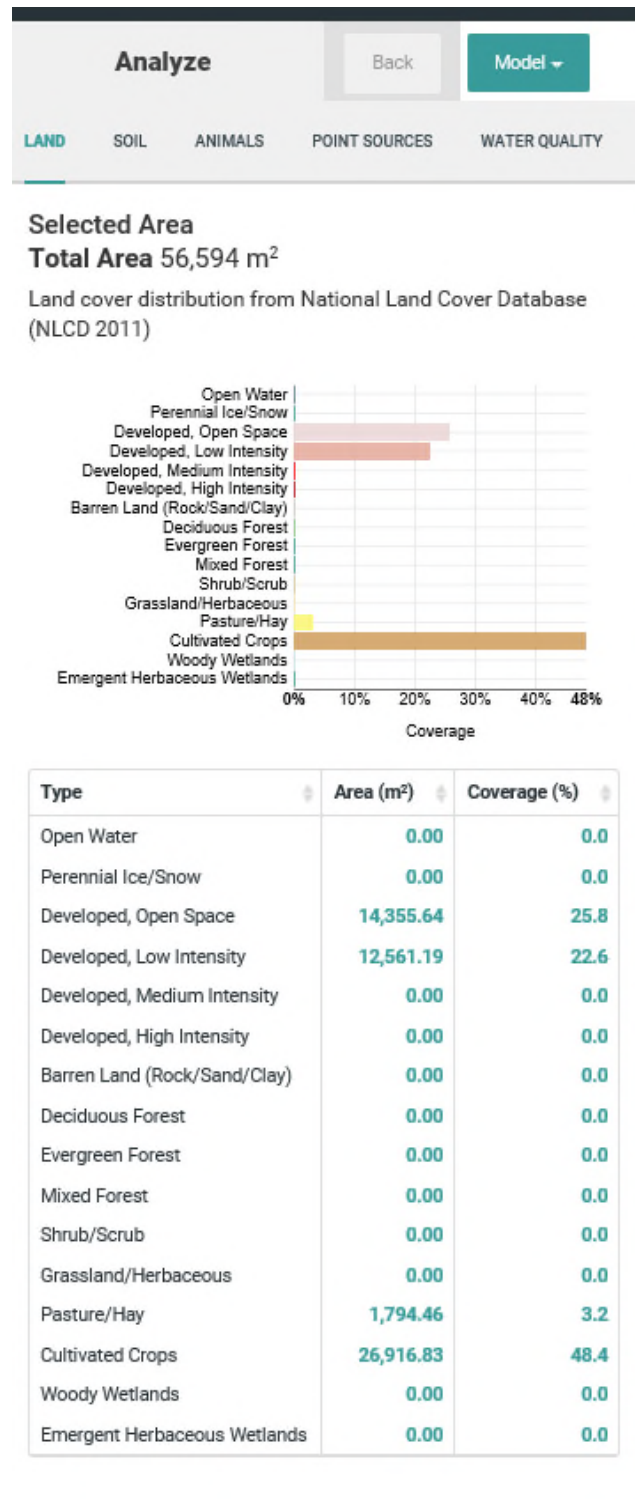 Analyze Back Model
LAND SOIL ANIMALS POINT SOURCES WATER QUALITY
Selected Area
Total Area 56,594 m²
Land cover distribution from National Land Cover Database
(NLCD 2011)
Open Water
Perennial Ice/Snow
Developed, Open Space
Developed, Low Intensity
Developed, Medium Intensity
Developed, High Intensity
Barren Land (Rock/Sand/Clay)
Deciduous Forest
Evergreen Forest
Mixed Forest
Shrub/Scrub
Grassland/Herbaceous
Pasture/Hay
Cultivated Crops
Woody Wetlands
Emergent Herbaceous Wetlands
0% 10% 20% 30% 40% 48%
Coverage
Type Area (m²) Coverage (%)
Open Water 0.00 0.0
Perennial Ice/Snow 0.00 0.0
Developed, Open Space 14,355.64 25.8
Developed, Low Intensity 12,561.19 22.6
Developed, Medium Intensity 0.00 0.0
Developed, High Intensity 0.00 0.0
Barren Land (Rock/Sand/Clay) 0.00 0.0
Deciduous Forest 0.00 0.0
Evergreen Forest 0.00 0.0
Mixed Forest 0.00 0.0
Shrub/Scrub 0.00 0.0
Grassland/Herbaceous 0.00 0.0
Pasture/Hay 1,794.46 3.2
Cultivated Crops 26,916.83 48.4
Woody Wetlands 0.00 0.0
Emergent Herbaceous Wetlands 0.00 0.0